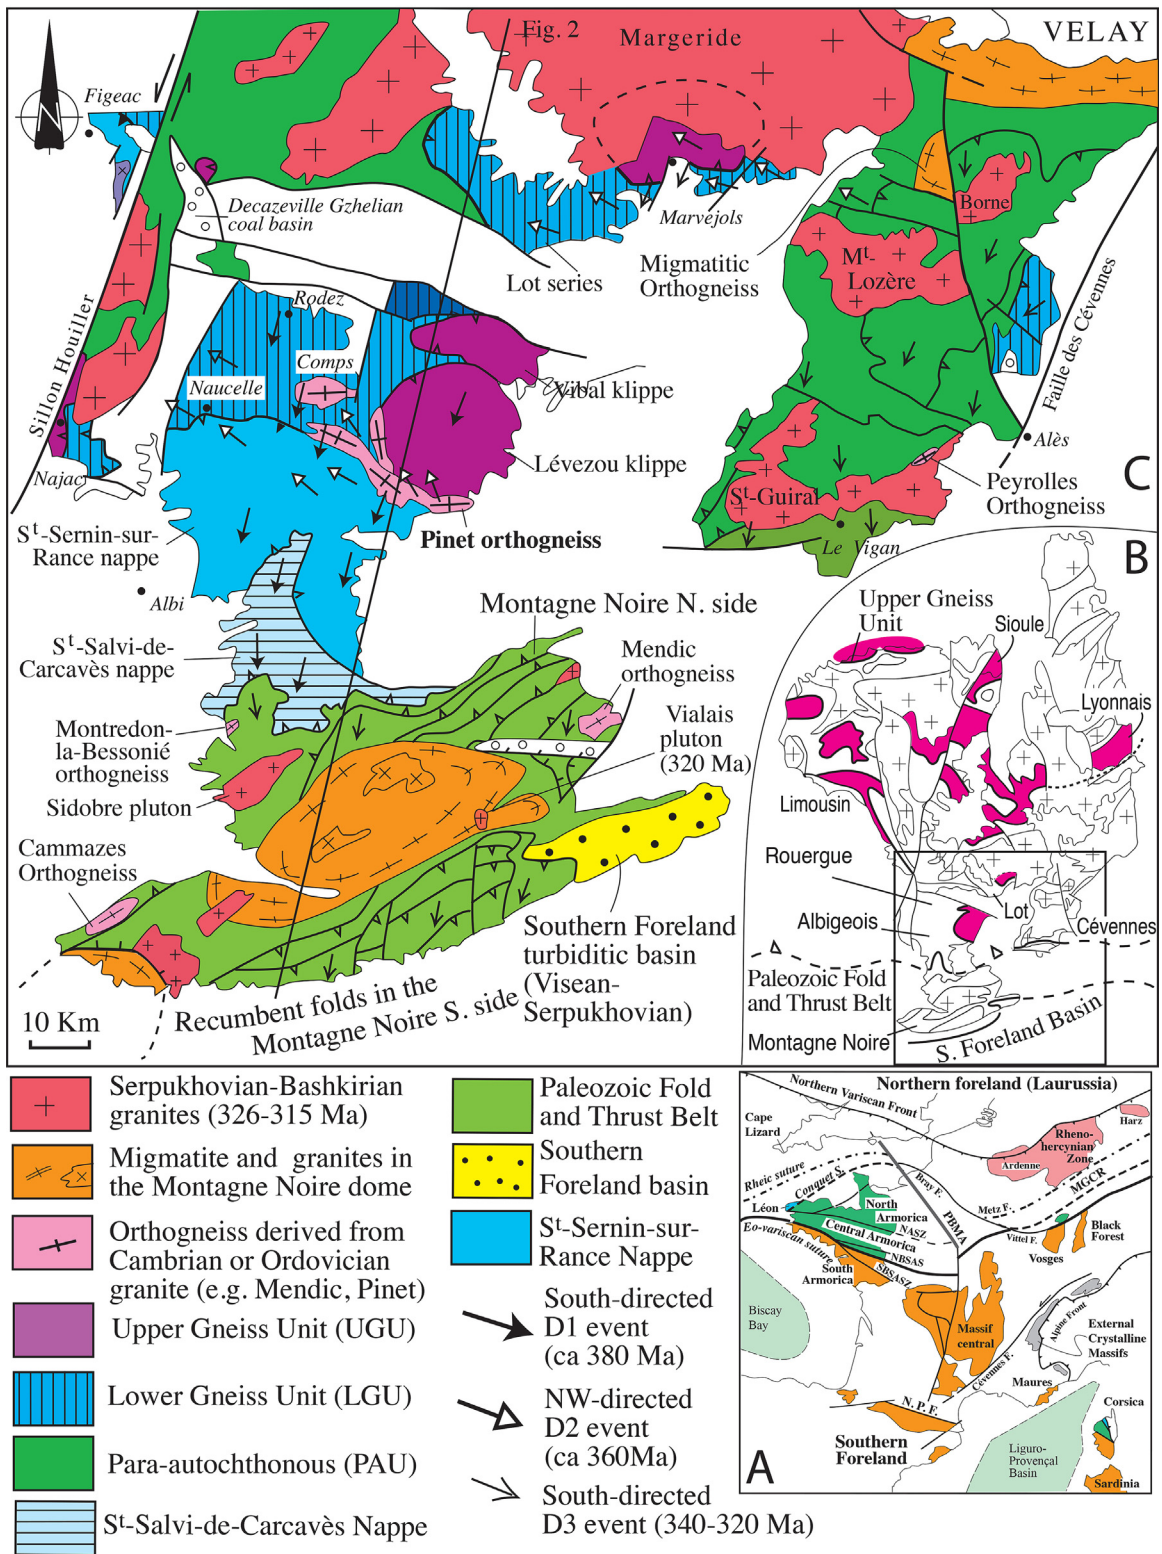 Fig. 2
Margeride
C
VELAY
N
Figeac
Decazeville Gzhelian
coal basin
Marvéjols
Borne
Lot series
Migmatitic
Orthogneiss
Mt-
Lozère
Rodez
Comps
Naucelle
Sillon Houiller
Vibal klippe
Faille des Cévennes
Lévezou klippe
Alès
Najac
Peyrolles
Orthogneiss
C
St-Guiral
St-Sernin-sur-
Rance nappe
Pinet orthogneiss
Le Vigan
Albi
Montagne Noire N. side
St-Salvi-de-
Carcavès nappe
Mendic
orthogneiss
Montredon-
la-Bessonié
orthogneiss
Vialais
pluton
(320 Ma)
Sidobre pluton
Cammazes
Orthogneiss
Southern Foreland
turbiditic basin
(Visean-
Serpukhovian)
Recumbent folds in the
Montagne Noire S. side
10 Km
B
Upper Gneiss
Unit
Sioule
Lyonnais
Limousin
Rouergue
Lot
Albigeois
Cévennes
Paleozoic Fold
and Thrust Belt
Montagne Noire
S. Foreland Basin
Serpukhovian-Bashkirian
granites (326-315 Ma)
Migmatite and granites in
the Montagne Noire dome
Orthogneiss derived from
Cambrian or Ordovician
granite (e.g. Mendic, Pinet)
Upper Gneiss Unit (UGU)
Lower Gneiss Unit (LGU)
Para-autochthonous (PAU)
St-Salvi-de-Carcavès Nappe
Paleozoic Fold
and Thrust Belt
Southern
Foreland basin
St-Sernin-sur-
Rance Nappe
South-directed
D1 event
(ca 380 Ma)
NW-directed
D2 event
(ca 360Ma)
South-directed
D3 event (340-320 Ma)
Northern Variscan Front
Northern foreland (Laurussia)
Cape
Lizard
Harz
Rheno-
hercynian
Zone
Ardenne
Rheic suture
Conquet S.
Bray F.
MGCR
Léon
North
Armorica
Metz F.
NASZ
PBMA
Central Armorica
Eo-variscan suture
NBSAS
Vittel F.
Black
Forest
Vosges
South
Armorica
SBSASZ
Biscay
Bay
Massif
central
Alpine Front
External
Crystalline
Massifs
Cévennes F.
Maures
N. P. F.
Corsica
Southern
Foreland
Liguro-
Provençal
Basin
A
Sardinia